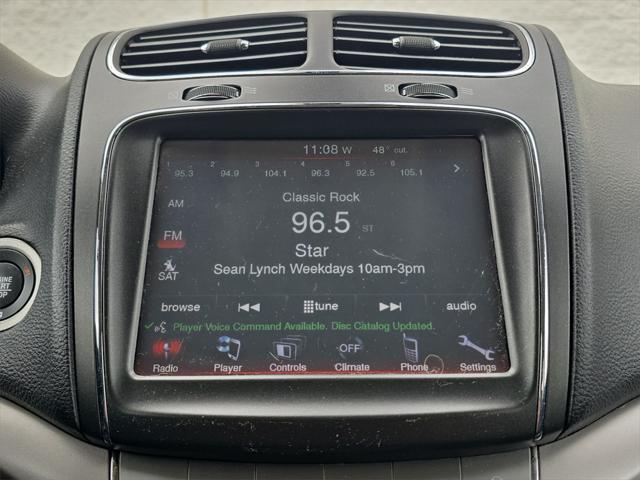 11:08 W 48° out.
1 2 3 4 5 6
95.3 94.9 104.1 96.3 92.5 105.1
Classic Rock
AM
96.5 ST
FM
Star
SAT
Sean Lynch Weekdays 10am-3pm
browse tune audio
Player Voice Command Available. Disc Catalog Updated.
OFF
Radio Player Controls Climate Phone Settings